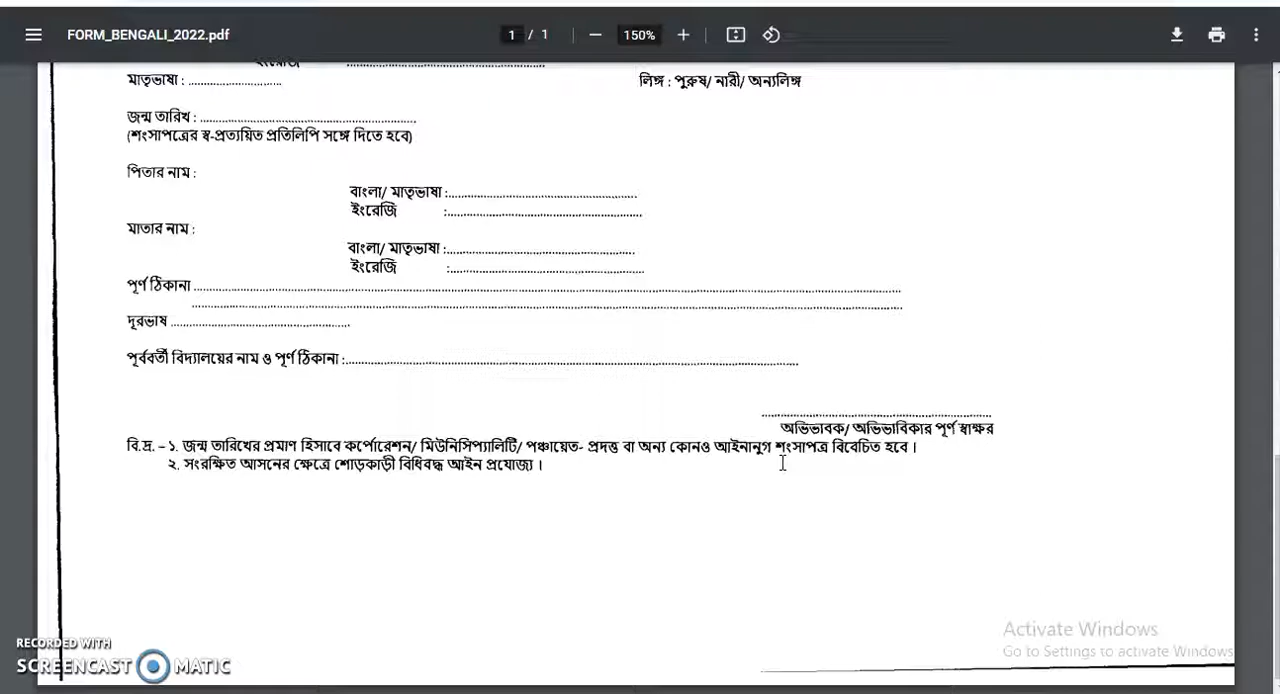 FORM_BENGALI_2022.pdf
1 / 1
150%
ইংরেজি ..........................................................
মাতৃভাষা : ............................
লিঙ্গ : পুরুষ/ নারী/ অন্যলিঙ্গ
জন্ম তারিখ : ................................................................
(শংসাপত্রের স্ব-প্রত্যয়িত প্রতিলিপি সঙ্গে দিতে হবে)
পিতার নাম :
বাংলা/ মাতৃভাষা :.......................................................
ইংরেজি :.........................................................
মাতার নাম :
বাংলা/ মাতৃভাষা :.......................................................
ইংরেজি :.........................................................
পূর্ণ ঠিকানা ....................................................................................................
....................................................................................................
দূরভাষ .....................................................
পূর্ববর্তী বিদ্যালয়ের নাম ও পূর্ণ ঠিকানা :....................................................................................................
....................................................................
অভিভাবক/ অভিভাবিকার পূর্ণ স্বাক্ষর
বি.দ্র. – ১. জন্ম তারিখের প্রমাণ হিসাবে কর্পোরেশন/ মিউনিসিপ্যালিটি/ পঞ্চায়েত- প্রদত্ত বা অন্য কোনও আইনানুগ শংসাপত্র বিবেচিত হবে ।
২. সংরক্ষিত আসনের ক্ষেত্রে শোড়কাড়ী বিধিবদ্ধ আইন প্রযোজ্য ।
Activate Windows
Go to Settings to activate Windows
RECORDED WITH
SCREENCAST MATIC